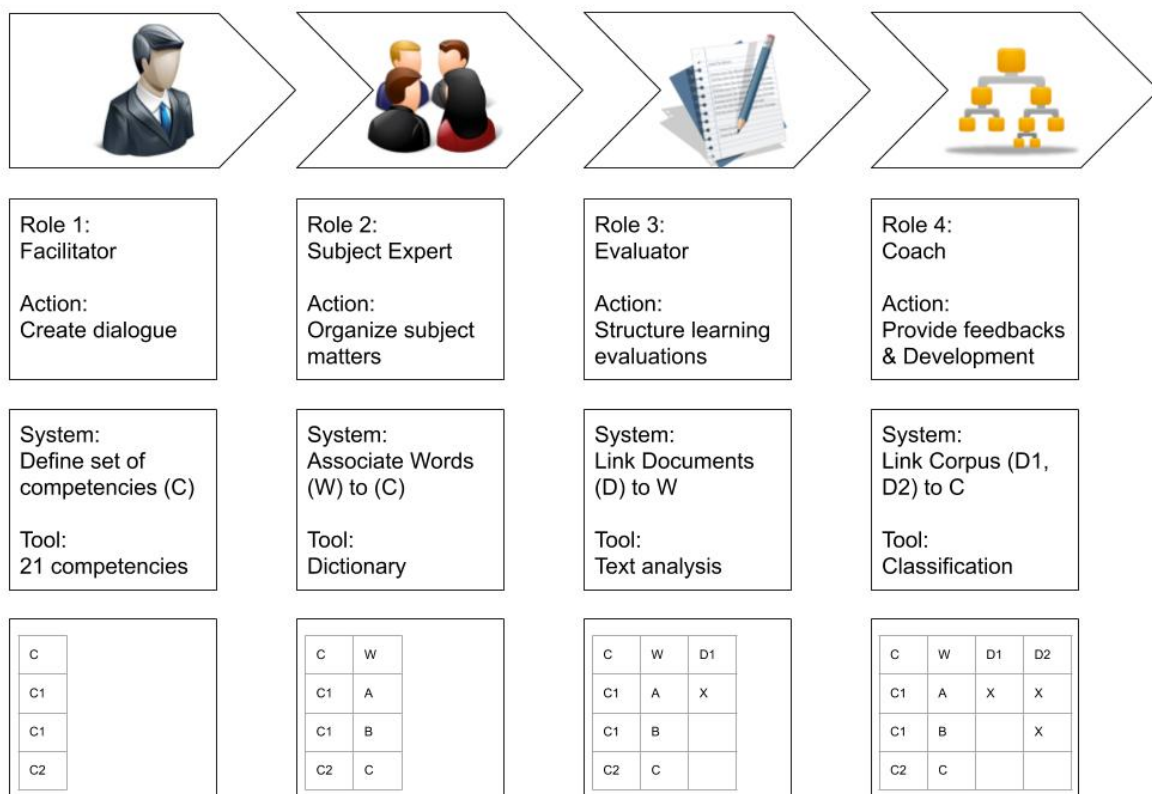 Role 1:
Facilitator
Action:
Create dialogue
Role 2:
Subject Expert
Action:
Organize subject
matters
Role 3:
Evaluator
Action:
Structure learning
evaluations
Role 4:
Coach
Action:
Provide feedbacks
& Development
System:
Define set of
competencies (C)
Tool:
21 competencies
System:
Associate Words
(W) to (C)
Tool:
Dictionary
System:
Link Documents
(D) to W
Tool:
Text analysis
System:
Link Corpus (D1,
D2) to C
Tool:
Classification
C
C1
C1
C2
C W
C1 A
C1 B
C2 C
C W D1
C1 A X
C1 B
C2 C
C W D1 D2
C1 A X X
C1 B X
C2 C